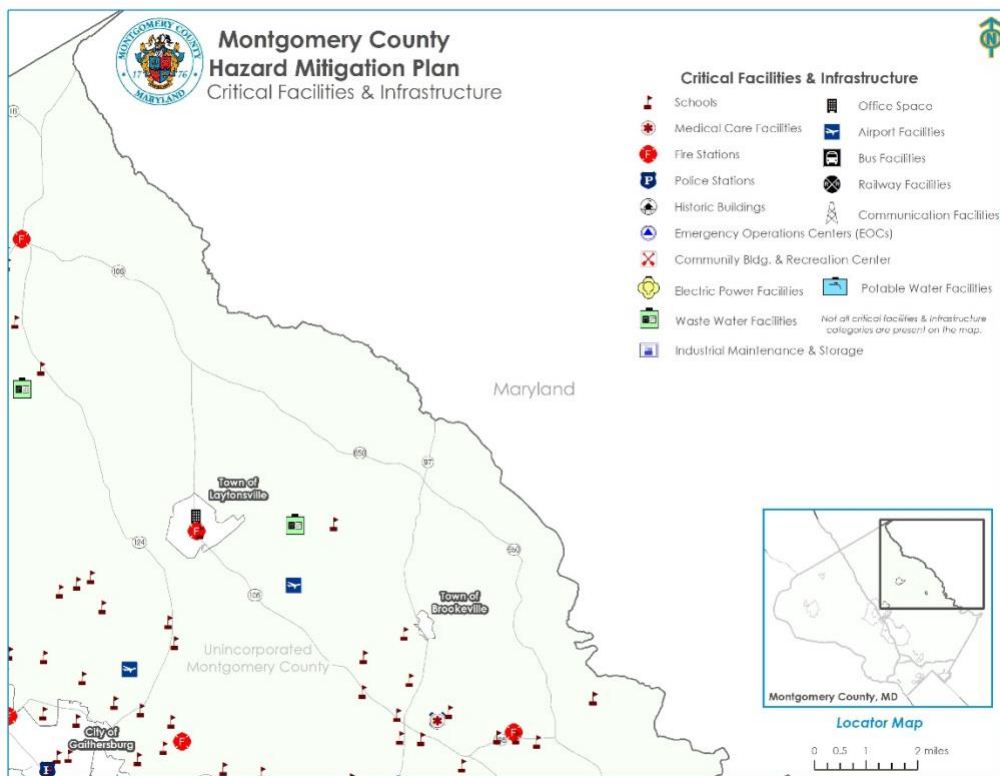 MONTGOMERY COUNTY
17 76
MARYLAND
Montgomery County
Hazard Mitigation Plan
Critical Facilities & Infrastructure
N
Critical Facilities & Infrastructure
Schools
Medical Care Facilities
F Fire Stations
P Police Stations
Historic Buildings
Emergency Operations Centers (EOCs)
Community Bldg. & Recreation Center
Electric Power Facilities
Waste Water Facilities
Industrial Maintenance & Storage
Office Space
Airport Facilities
Bus Facilities
Railway Facilities
Communication Facilities
Potable Water Facilities
Not all critical facilities & infrastructure
categories are present on the map.
F
Maryland
650
97
Town of
Laytonsville
F
124
Town of
Brookeville
Unincorporated
Montgomery County
City of
Gaithersburg
F
F
F
P
Montgomery County, MD
Locator Map
0 0.5 1 2 miles